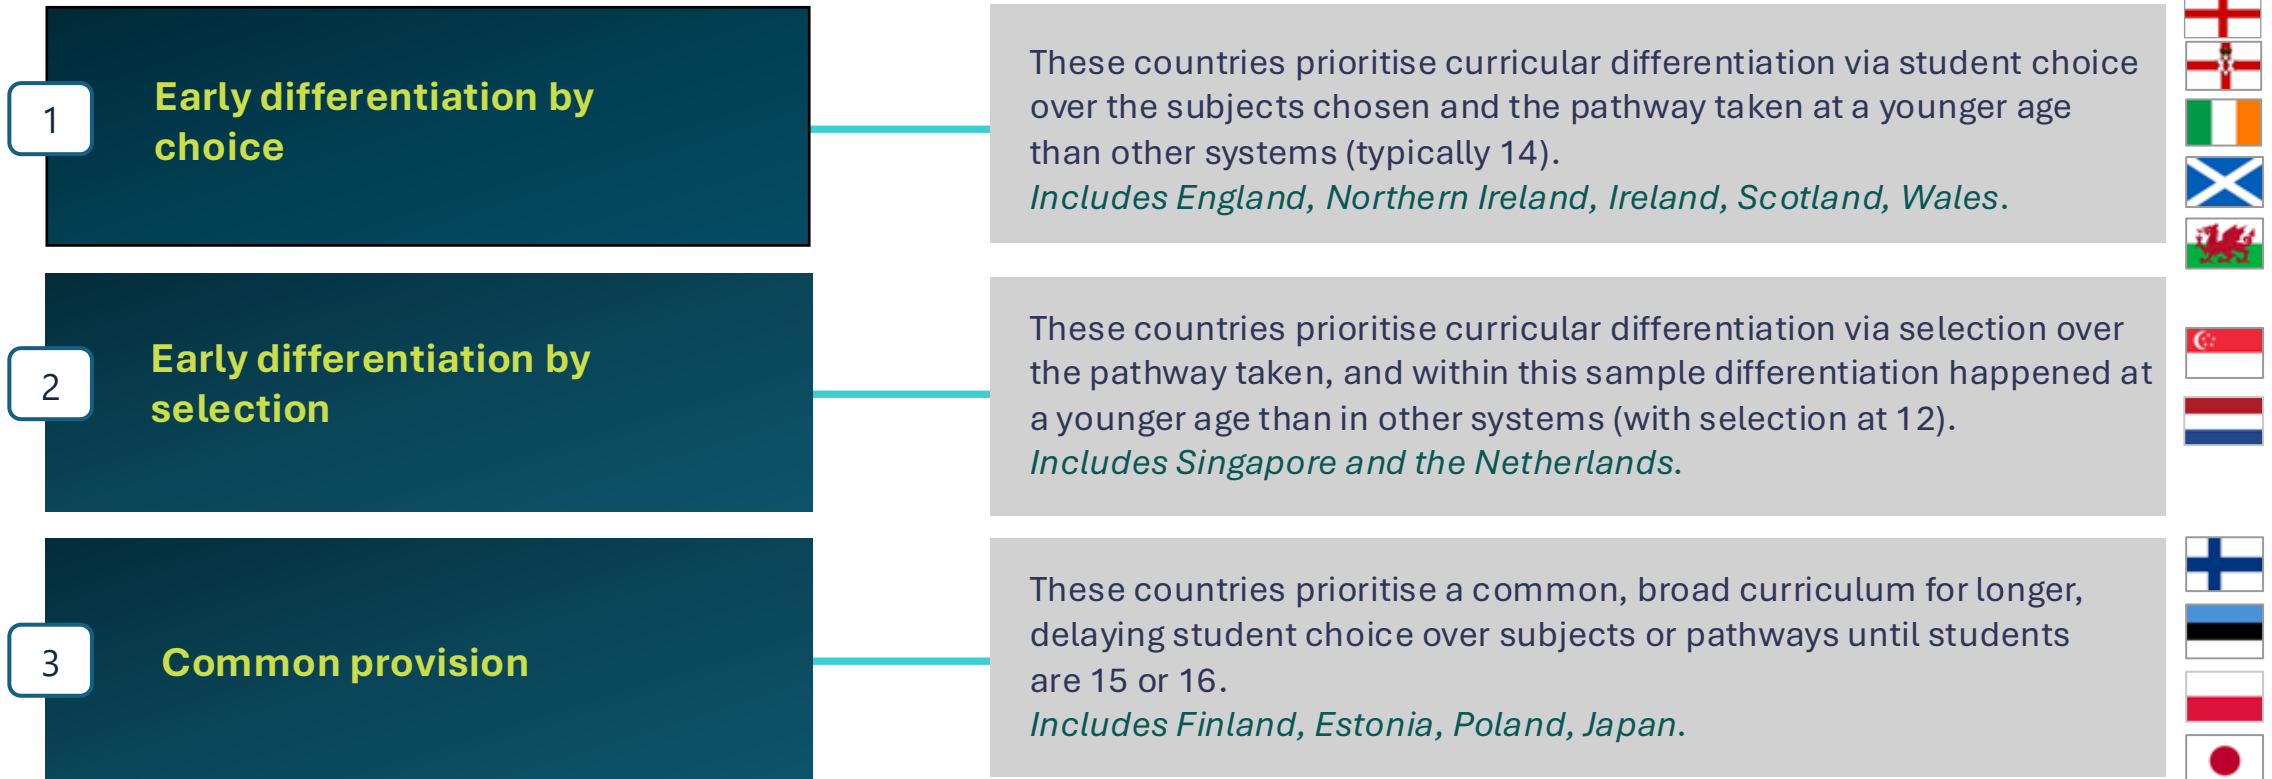 1
Early differentiation by
choice
These countries prioritise curricular differentiation via student choice
over the subjects chosen and the pathway taken at a younger age
than other systems (typically 14).
Includes England, Northern Ireland, Ireland, Scotland, Wales.
2
Early differentiation by
selection
These countries prioritise curricular differentiation via selection over
the pathway taken, and within this sample differentiation happened at
a younger age than in other systems (with selection at 12).
Includes Singapore and the Netherlands.
3
Common provision
These countries prioritise a common, broad curriculum for longer,
delaying student choice over subjects or pathways until students
are 15 or 16.
Includes Finland, Estonia, Poland, Japan.